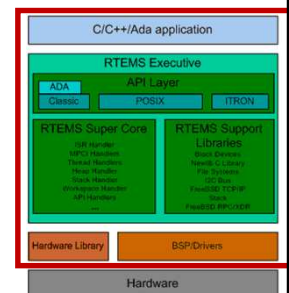 C/C++/Ada application
RTEMS Executive
API Layer
ADA
Classic
POSIX
ITRON
RTEMS Super Core
ISR Handler
MPCI Handlers
Thread Handlers
Heap Handler
Stack Handler
Workspace Handler
API Handlers
...
RTEMS Support
Libraries
Block Devices
Newlib C Library
File Systems
I2C Bus
FreeBSD TCP/IP
Stack
FreeBSD RPC/XDR
Hardware Library
BSP/Drivers
Hardware